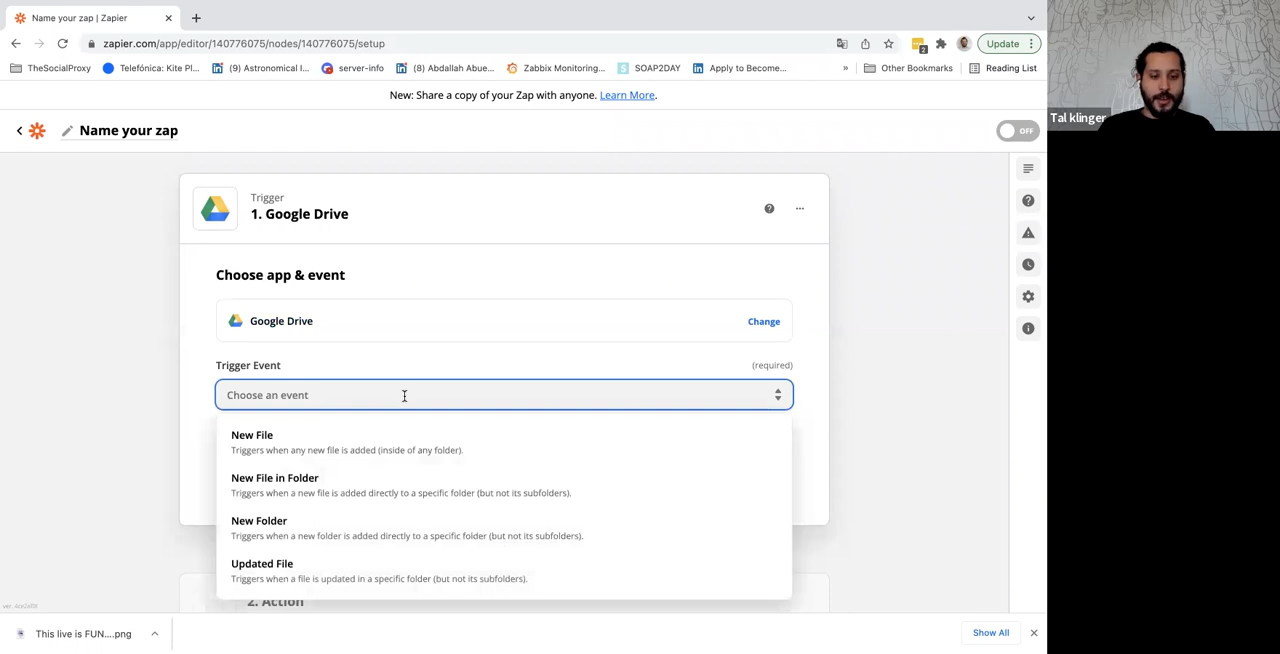 Name your zap | Zapier
zapier.com/app/editor/140776075/nodes/140776075/setup
2
Update
TheSocialProxy
Telefónica: Kite Pl...
(9) Astronomical I...
server-info
(8) Abdallah Abue...
Zabbix Monitoring...
SOAP2DAY
Apply to Become...
»
Other Bookmarks
Reading List
New: Share a copy of your Zap with anyone. Learn More.
Name your zap
OFF
Tal klinger
Trigger
1. Google Drive
Choose app & event
Google Drive
Change
Trigger Event
(required)
Choose an event
New File
Triggers when any new file is added (inside of any folder).
New File in Folder
Triggers when a new file is added directly to a specific folder (but not its subfolders).
New Folder
Triggers when a new folder is added directly to a specific folder (but not its subfolders).
Updated File
Triggers when a file is updated in a specific folder (but not its subfolders).
2. Action
This live is FUN....png
Show All